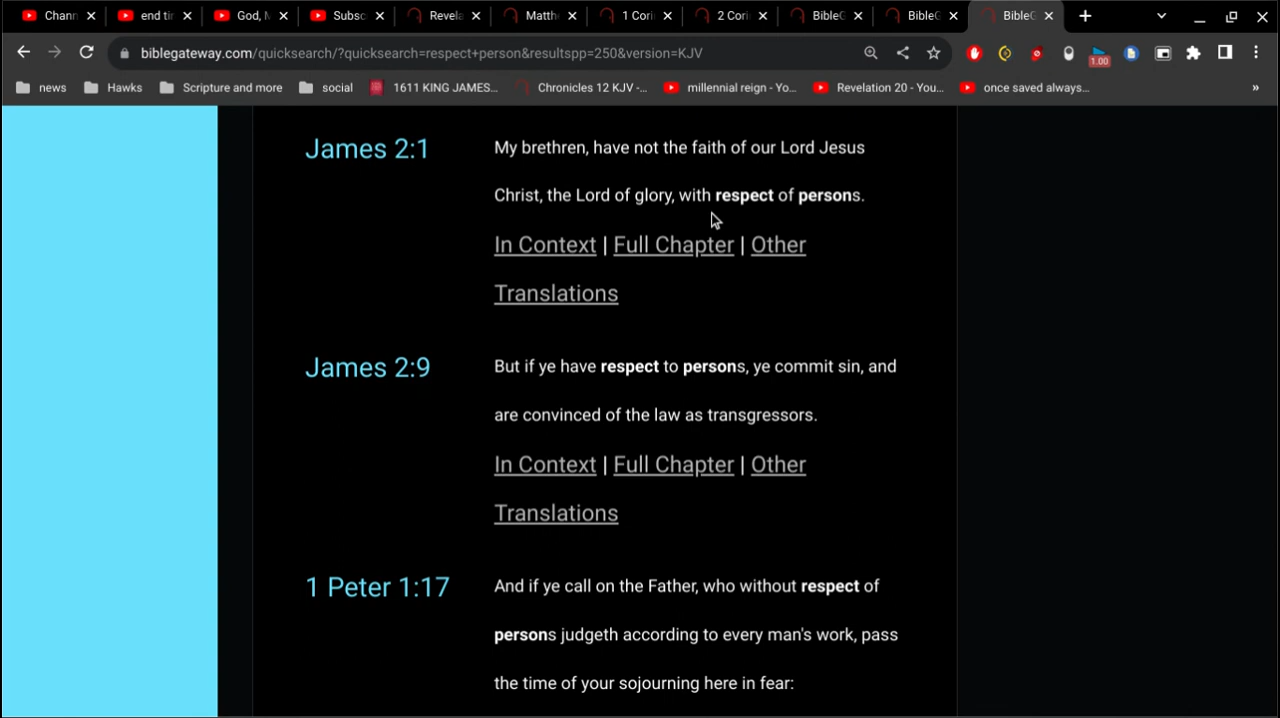 Chann
end tir
God, M
Subsc
Revela
Matthe
1 Corin
2 Corin
BibleG
BibleG
BibleG
biblegateway.com/quicksearch/?quicksearch=respect+person&resultspp=250&version=KJV
1.00
news
Hawks
Scripture and more
social
1611 KING JAMES...
Chronicles 12 KJV -...
millennial reign - Yo...
Revelation 20 - You...
once saved always...
»
James 2:1
My brethren, have not the faith of our Lord Jesus
Christ, the Lord of glory, with respect of persons.
In Context | Full Chapter | Other
Translations
James 2:9
But if ye have respect to persons, ye commit sin, and
are convinced of the law as transgressors.
In Context | Full Chapter | Other
Translations
1 Peter 1:17
And if ye call on the Father, who without respect of
persons judgeth according to every man's work, pass
the time of your sojourning here in fear: